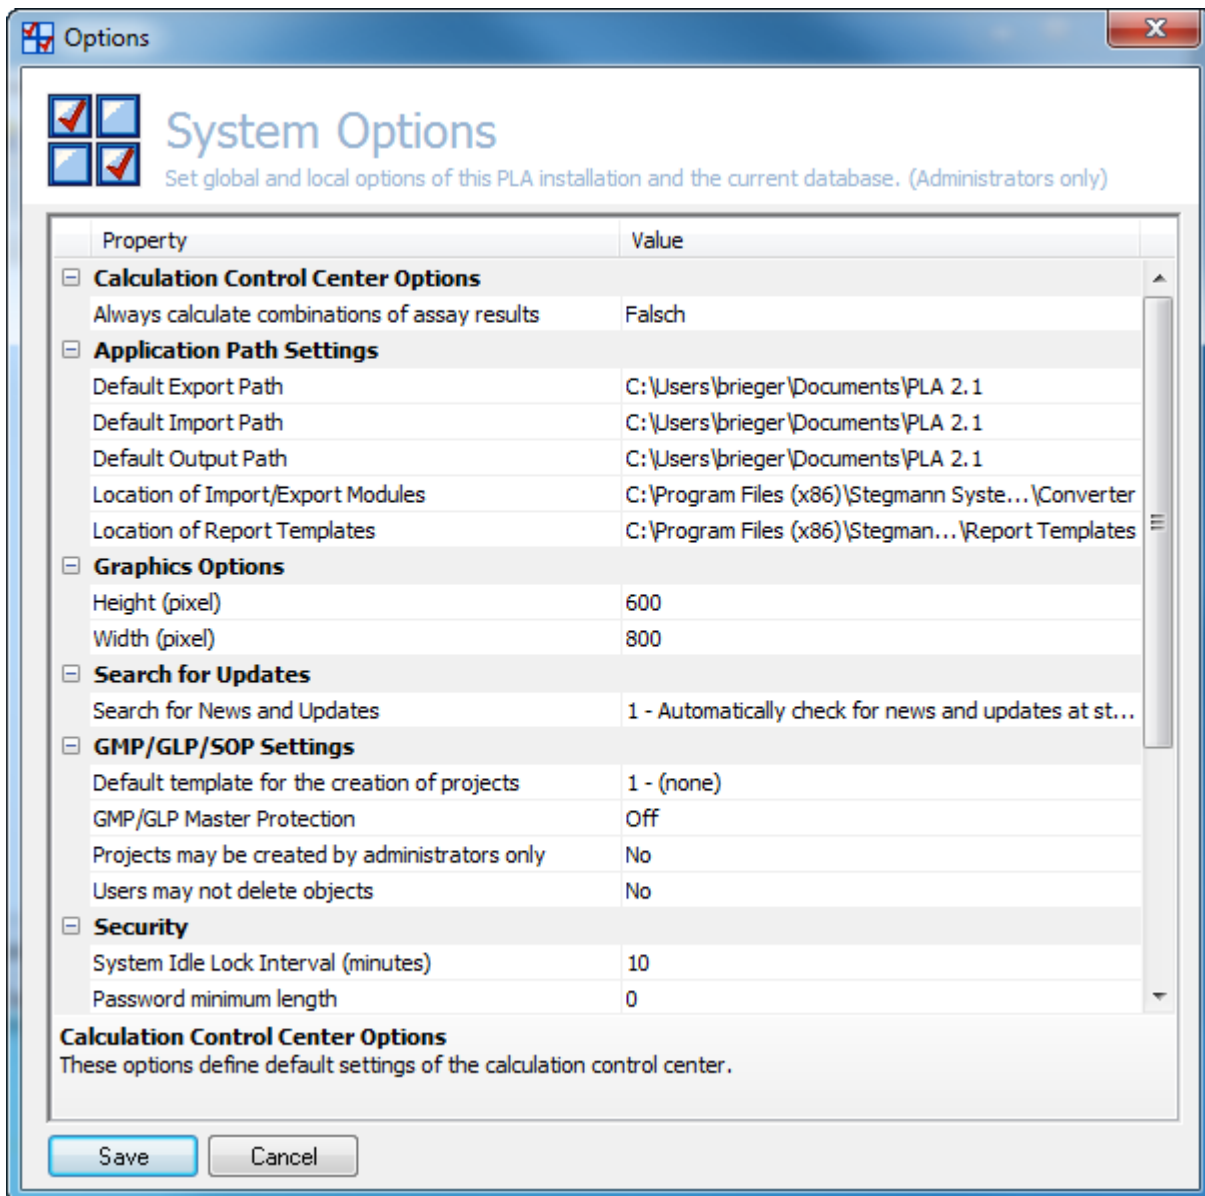 Options
System Options
Set global and local options of this PLA installation and the current database. (Administrators only)
Property Value
Calculation Control Center Options
Always calculate combinations of assay results Falsch
Application Path Settings
Default Export Path C:\Users\brieger\Documents\PLA 2.1
Default Import Path C:\Users\brieger\Documents\PLA 2.1
Default Output Path C:\Users\brieger\Documents\PLA 2.1
Location of Import/Export Modules C:\Program Files (x86)\Stegmann Syste...\Converter
Location of Report Templates C:\Program Files (x86)\Stegman...\Report Templates
Graphics Options
Height (pixel) 600
Width (pixel) 800
Search for Updates
Search for News and Updates 1 - Automatically check for news and updates at st...
GMP/GLP/SOP Settings
Default template for the creation of projects 1 - (none)
GMP/GLP Master Protection Off
Projects may be created by administrators only No
Users may not delete objects No
Security
System Idle Lock Interval (minutes) 10
Password minimum length 0
Calculation Control Center Options
These options define default settings of the calculation control center.
Save Cancel